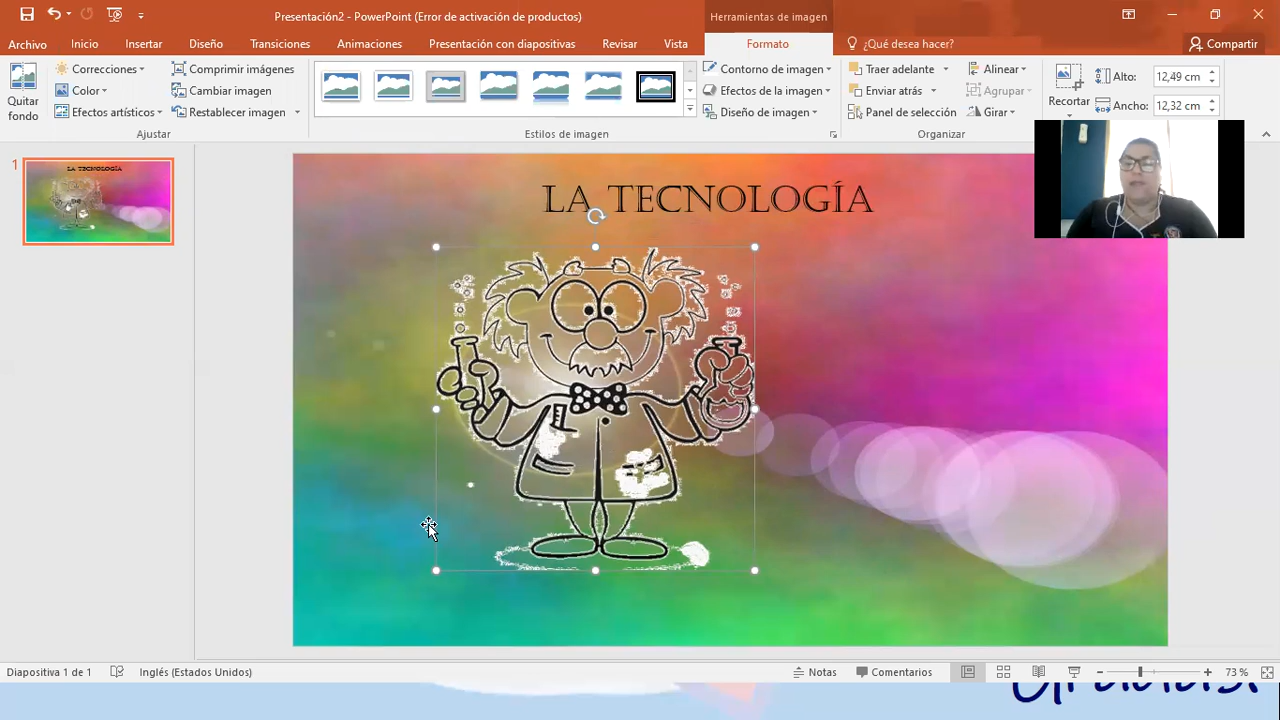 Presentación2 - PowerPoint (Error de activación de productos)
Herramientas de imagen
Archivo Inicio Insertar Diseño Transiciones Animaciones Presentación con diapositivas Revisar Vista Formato ¿Qué desea hacer? Compartir
Quitar fondo
Correcciones
Color
Efectos artísticos
Comprimir imágenes
Cambiar imagen
Restablecer imagen
Ajustar
Estilos de imagen
Contorno de imagen
Efectos de la imagen
Diseño de imagen
Traer adelante
Enviar atrás
Panel de selección
Alinear
Agrupar
Girar
Organizar
Recortar
Alto: 12,49 cm
Ancho: 12,32 cm
1
LA TECNOLOGÍA
LA TECNOLOGÍA
Diapositiva 1 de 1 Inglés (Estados Unidos) Notas Comentarios 73 %